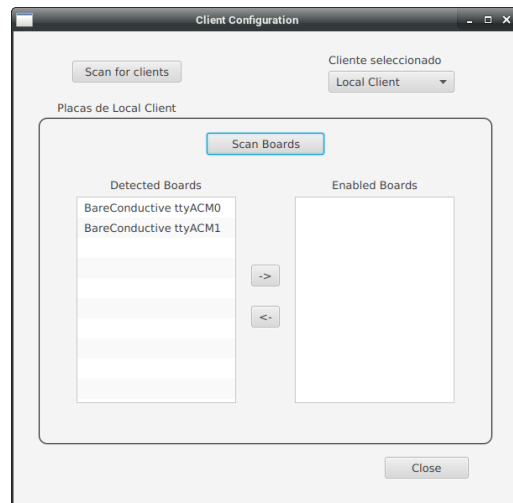 Client Configuration
Scan for clients
Cliente seleccionado
Local Client
Placas de Local Client
Scan Boards
Detected Boards
Enabled Boards
BareConductive ttyACM0
BareConductive ttyACM1
->
<-
Close